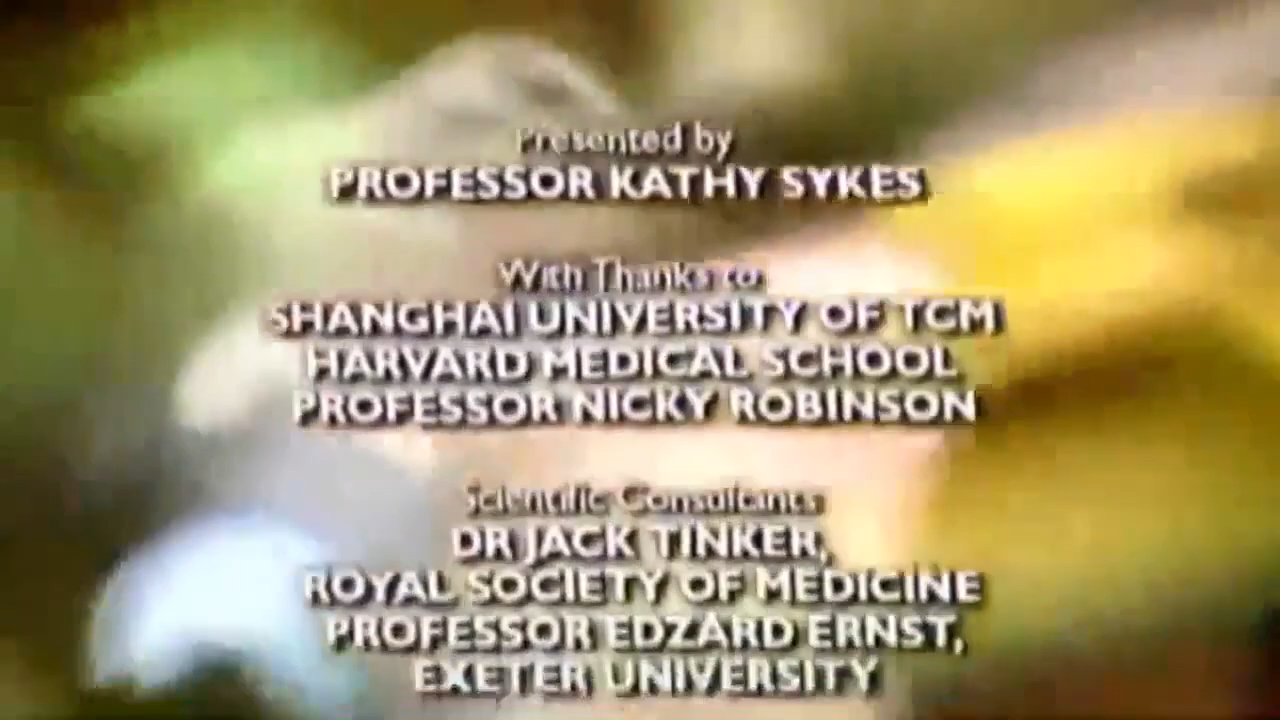 Presented by
PROFESSOR KATHY SYKES
With Thanks to
SHANGHAI UNIVERSITY OF TCM
HARVARD MEDICAL SCHOOL
PROFESSOR NICKY ROBINSON
Scientific Consultants
DR JACK TINKER,
ROYAL SOCIETY OF MEDICINE
PROFESSOR EDZARD ERNST,
EXETER UNIVERSITY